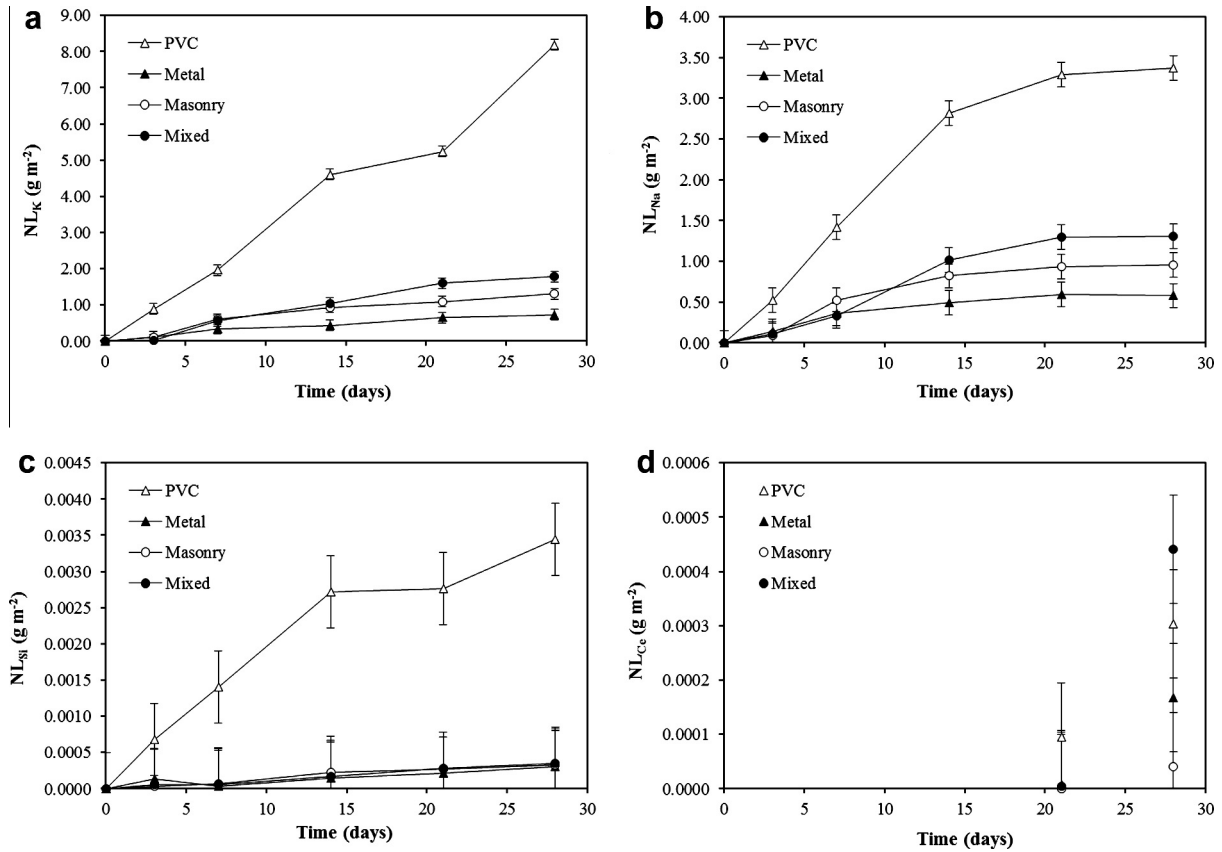 a
9.00
8.00
7.00
6.00
5.00
4.00
3.00
2.00
1.00
0.00
NL_K (g m⁻²)
PVC
Metal
Masonry
Mixed
0 5 10 15 20 25 30
Time (days)
b
4.00
3.50
3.00
2.50
2.00
1.50
1.00
0.50
0.00
NL_Na (g m⁻²)
PVC
Metal
Masonry
Mixed
0 5 10 15 20 25 30
Time (days)
c
0.0045
0.0040
0.0035
0.0030
0.0025
0.0020
0.0015
0.0010
0.0005
0.0000
NL_Si (g m⁻²)
PVC
Metal
Masonry
Mixed
0 5 10 15 20 25 30
Time (days)
d
0.0006
0.0005
0.0004
0.0003
0.0002
0.0001
0.0000
NL_Ce (g m⁻²)
PVC
Metal
Masonry
Mixed
0 5 10 15 20 25 30
Time (days)